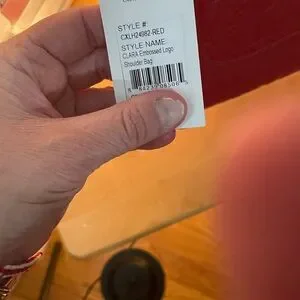 STYLE #:
CXLH24982-RED
STYLE NAME:
CLARA Embossed Logo
Shoulder Bag